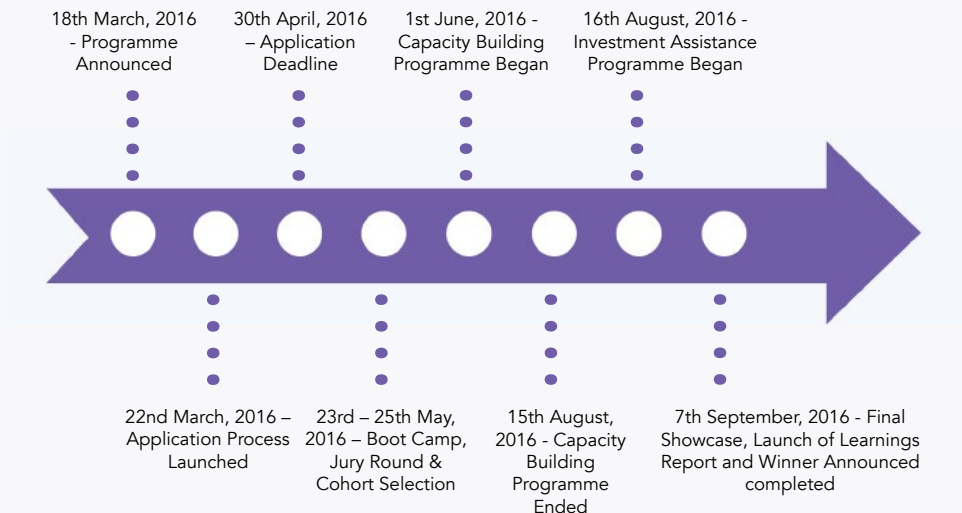 18th March, 2016
- Programme
Announced
30th April, 2016
– Application
Deadline
1st June, 2016 -
Capacity Building
Programme Began
16th August, 2016 -
Investment Assistance
Programme Began
22nd March, 2016 –
Application Process
Launched
23rd – 25th May,
2016 – Boot Camp,
Jury Round &
Cohort Selection
15th August,
2016 - Capacity
Building
Programme
Ended
7th September, 2016 - Final
Showcase, Launch of Learnings
Report and Winner Announced
completed